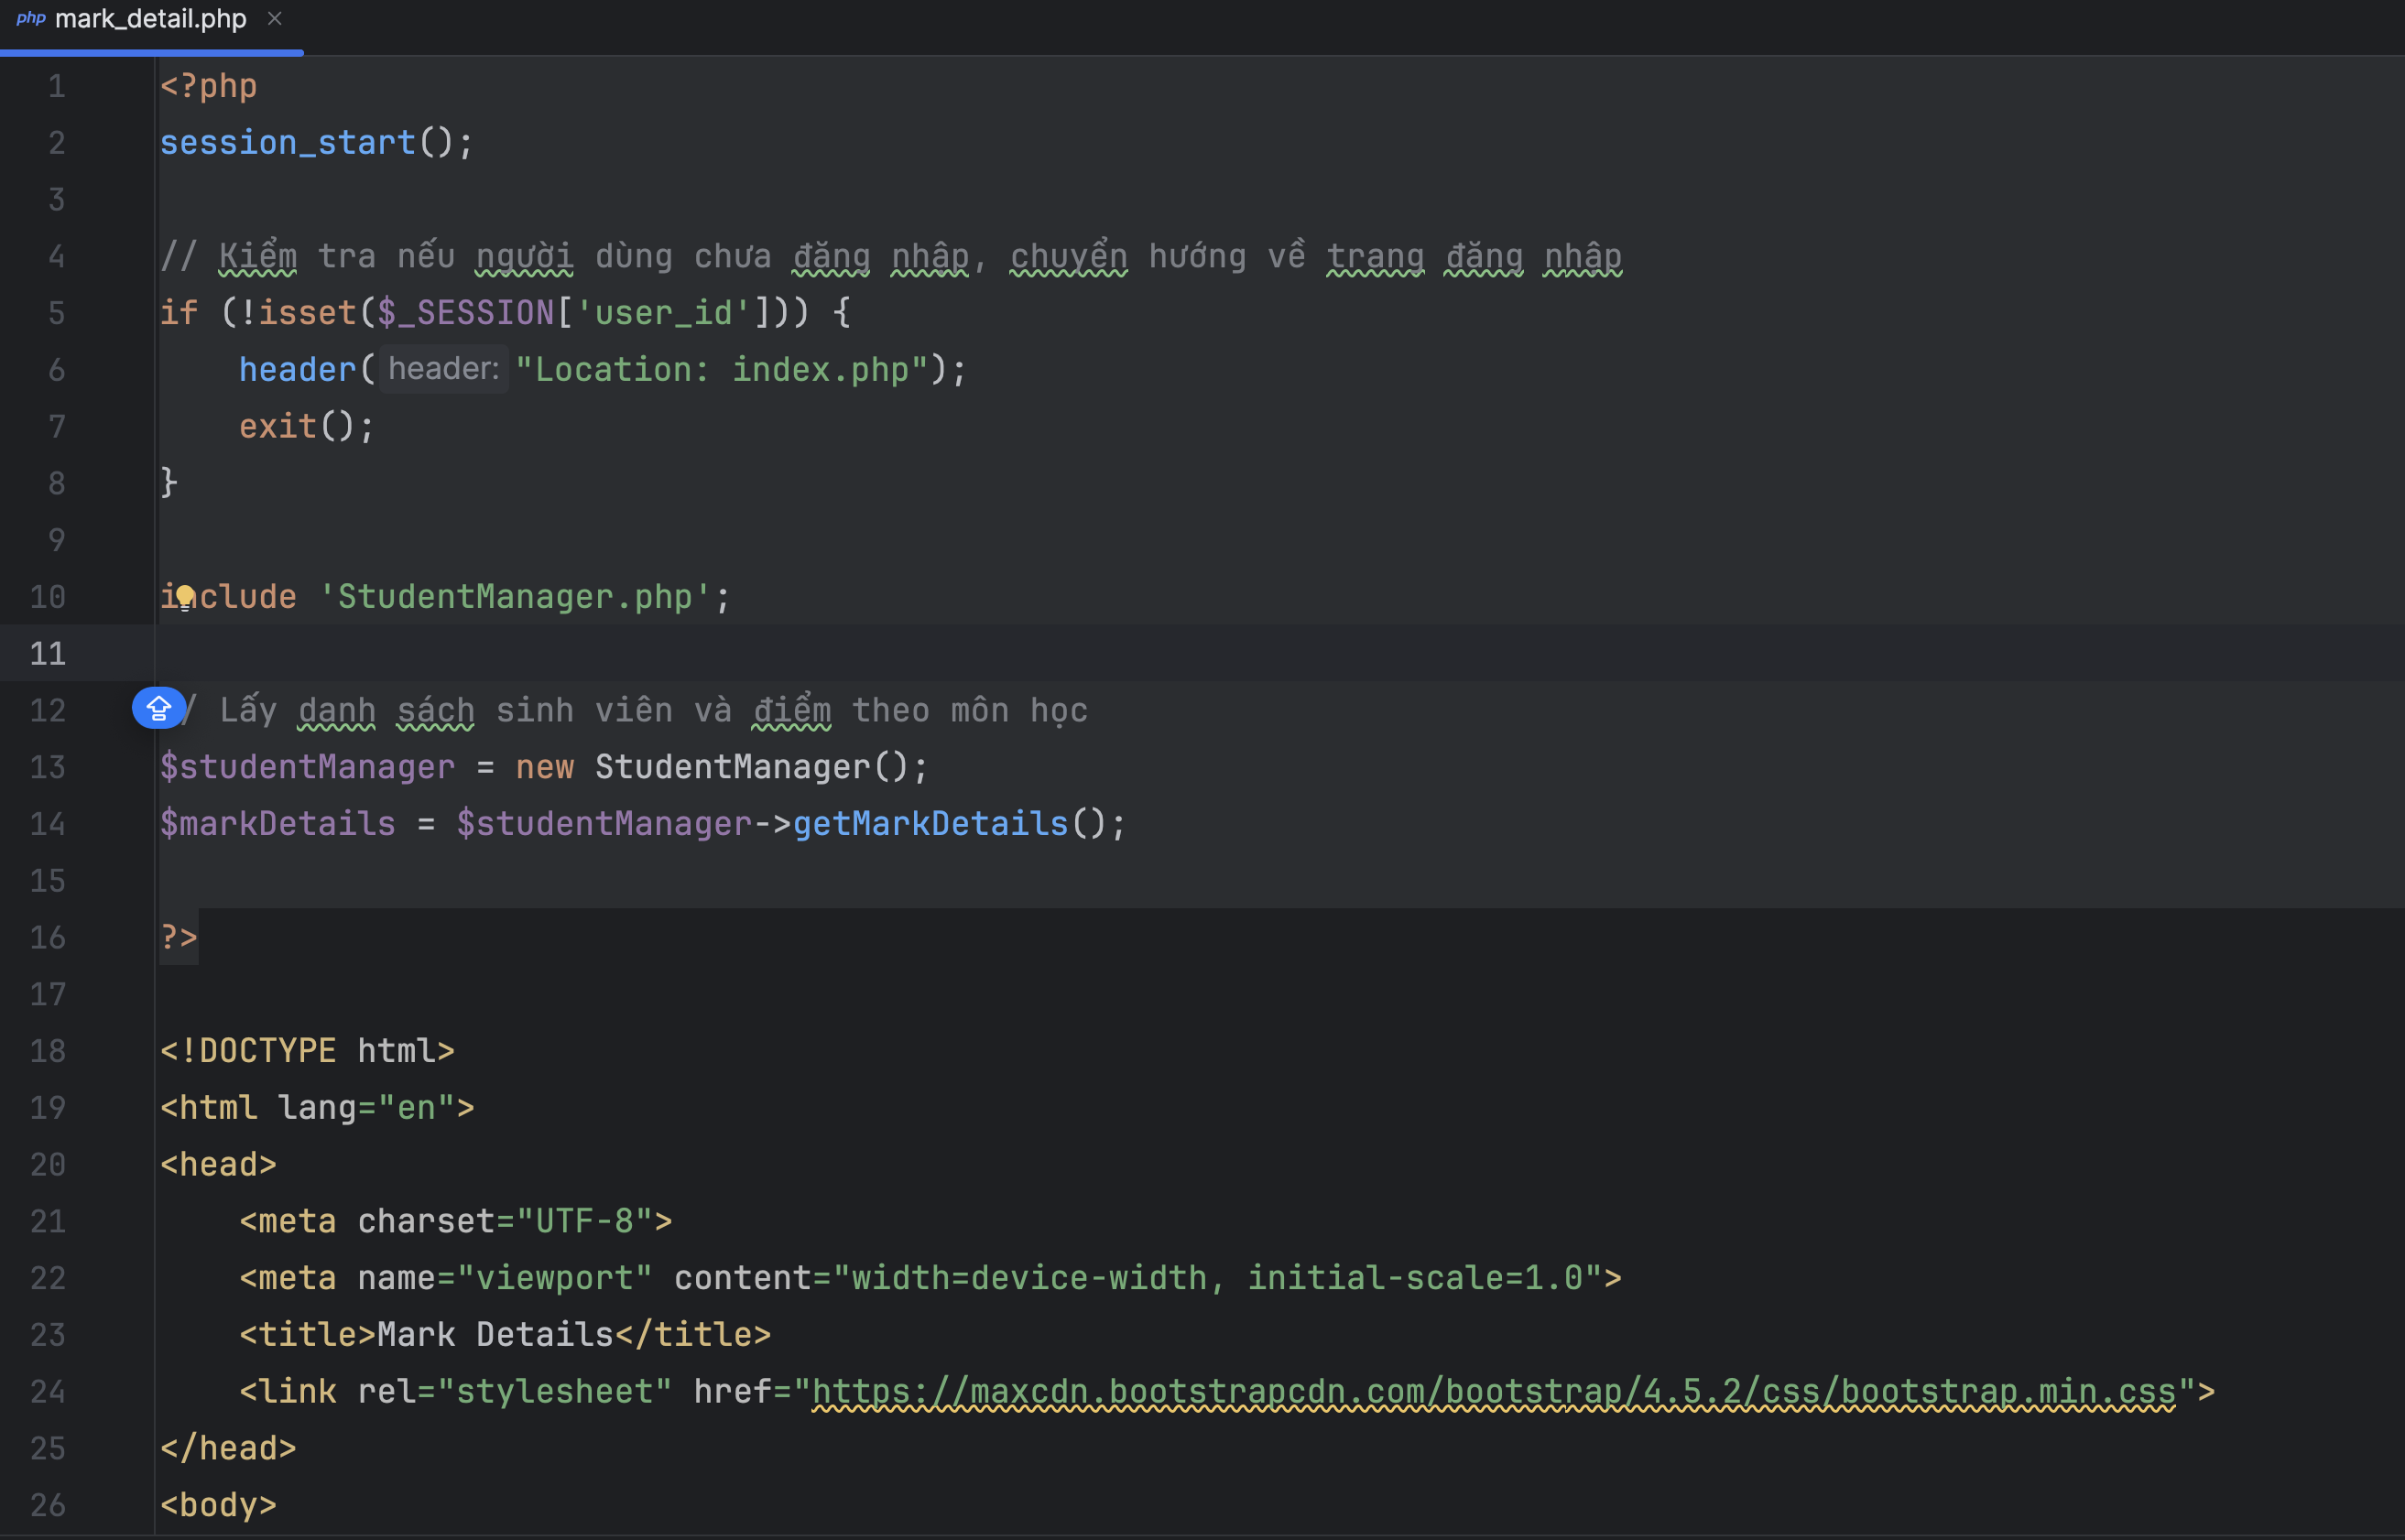 php mark_detail.php ×
1 <?php
2 session_start();
3
4 // Kiểm tra nếu người dùng chưa đăng nhập, chuyển hướng về trang đăng nhập
5 if (!isset($_SESSION['user_id'])) {
6     header( header: "Location: index.php");
7     exit();
8 }
9
10 include 'StudentManager.php';
11
12 // Lấy danh sách sinh viên và điểm theo môn học
13 $studentManager = new StudentManager();
14 $markDetails = $studentManager->getMarkDetails();
15
16 ?>
17
18 <!DOCTYPE html>
19 <html lang="en">
20 <head>
21     <meta charset="UTF-8">
22     <meta name="viewport" content="width=device-width, initial-scale=1.0">
23     <title>Mark Details</title>
24     <link rel="stylesheet" href="https://maxcdn.bootstrapcdn.com/bootstrap/4.5.2/css/bootstrap.min.css">
25 </head>
26 <body>